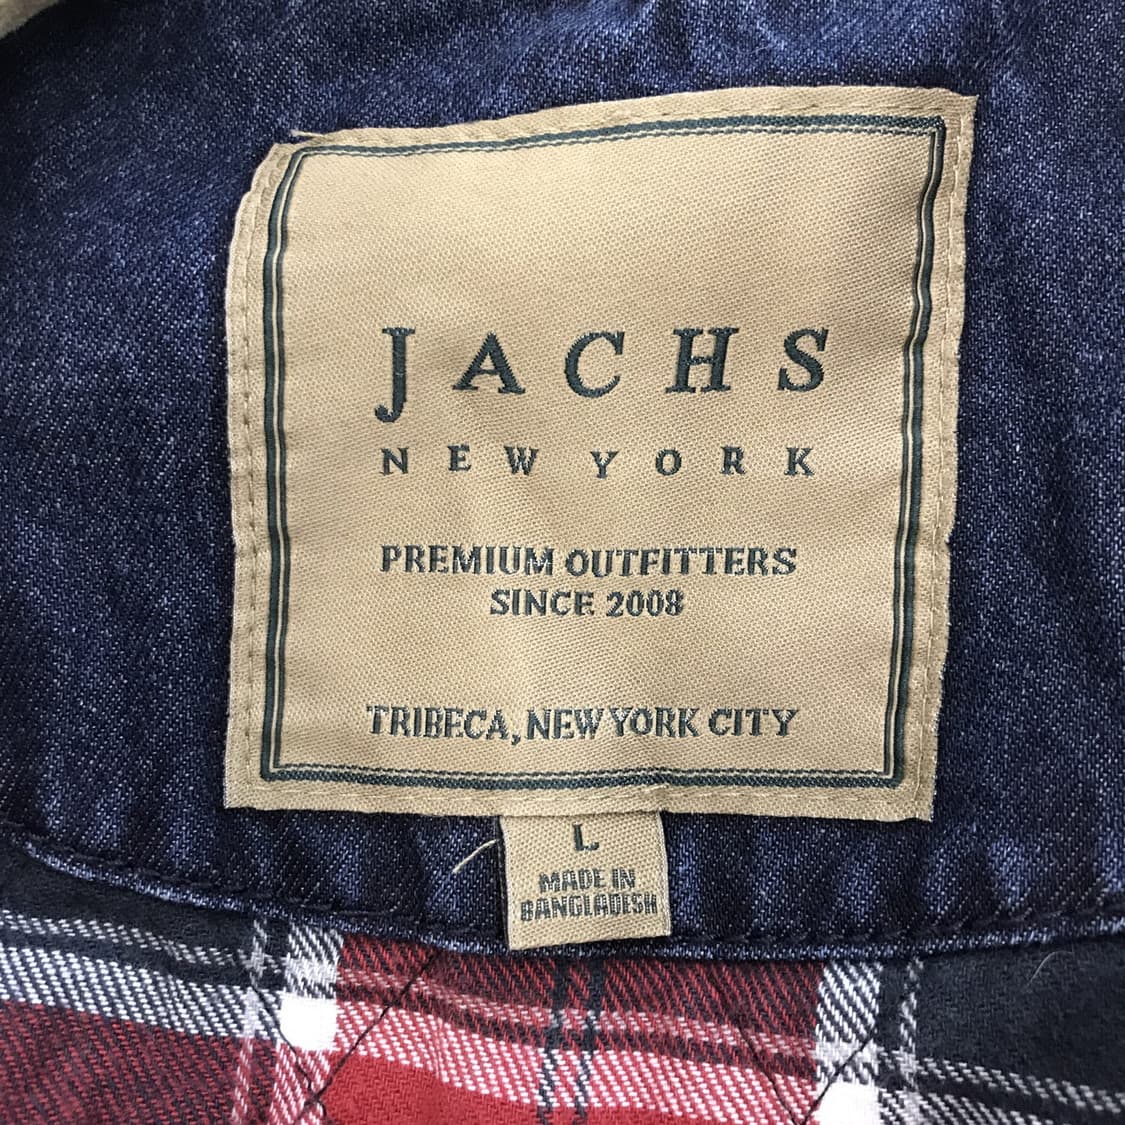 JACHS
NEW YORK
PREMIUM OUTFITTERS
SINCE 2008
TRIBECA, NEW YORK CITY
L
MADE IN
BANGLADESH